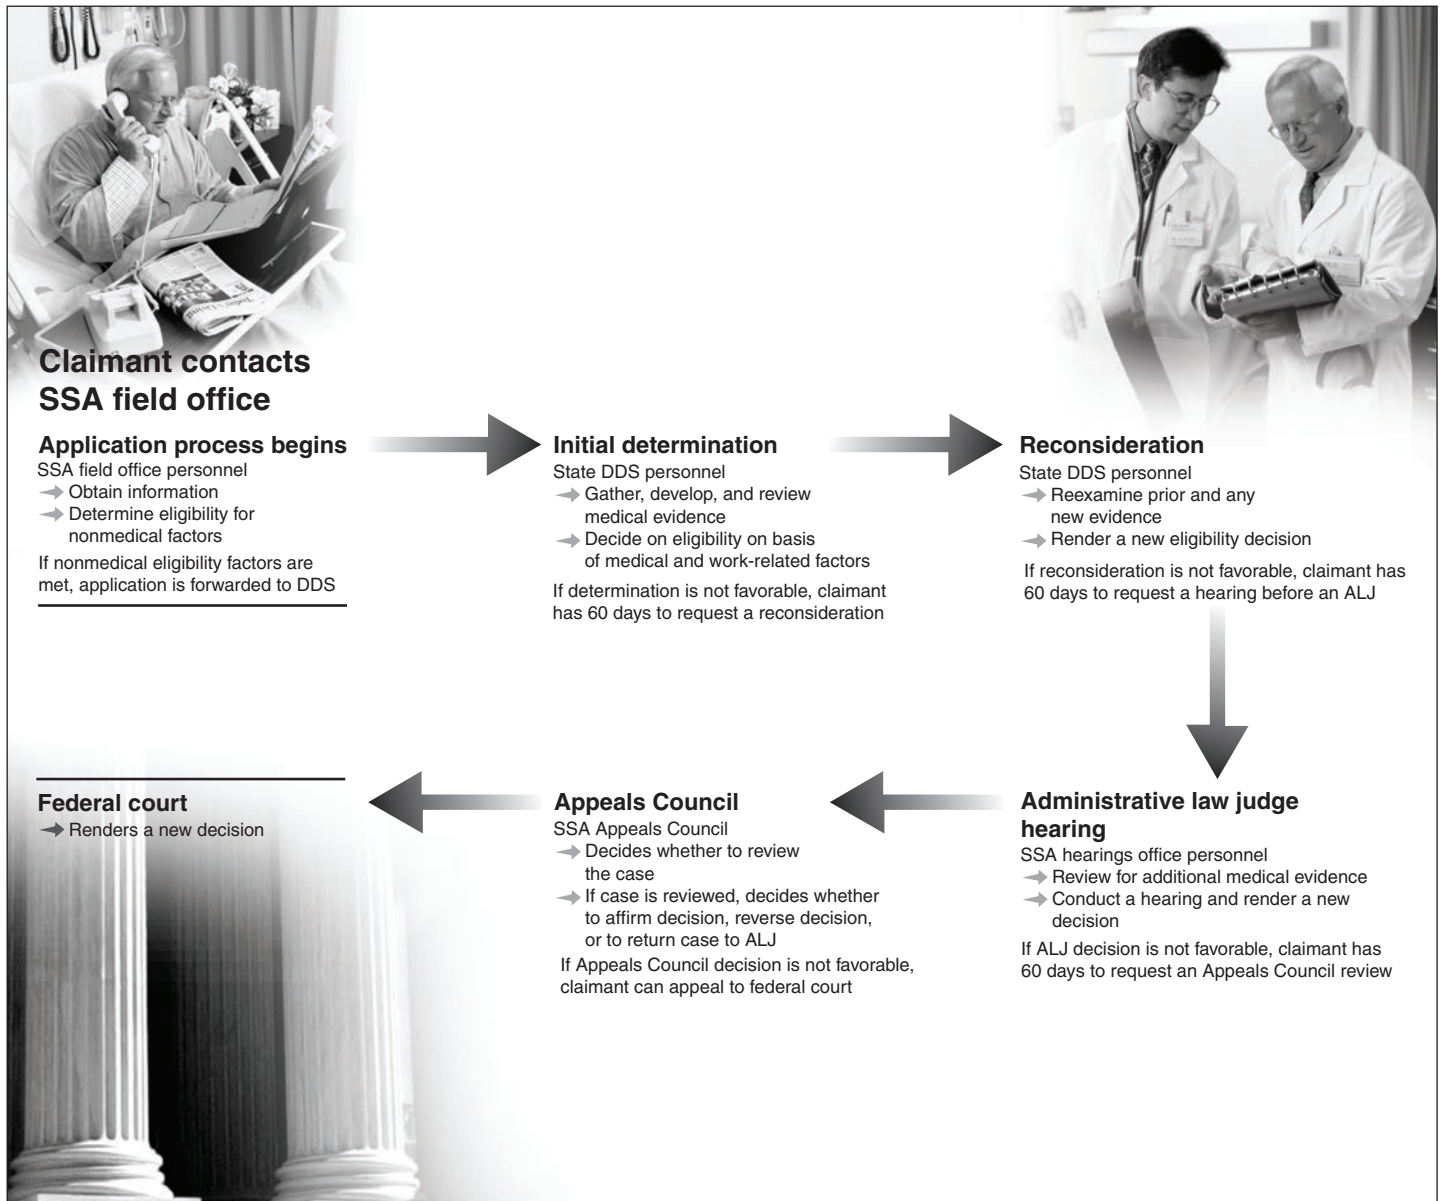 Claimant contacts
SSA field office
Application process begins
SSA field office personnel
Obtain information
Determine eligibility for
nonmedical factors
If nonmedical eligibility factors are
met, application is forwarded to DDS
Initial determination
State DDS personnel
Gather, develop, and review
medical evidence
Decide on eligibility on basis
of medical and work-related factors
If determination is not favorable, claimant
has 60 days to request a reconsideration
Reconsideration
State DDS personnel
Reexamine prior and any
new evidence
Render a new eligibility decision
If reconsideration is not favorable, claimant has
60 days to request a hearing before an ALJ
Administrative law judge
hearing
SSA hearings office personnel
Review for additional medical evidence
Conduct a hearing and render a new
decision
If ALJ decision is not favorable, claimant has
60 days to request an Appeals Council review
Appeals Council
SSA Appeals Council
Decides whether to review
the case
If case is reviewed, decides whether
to affirm decision, reverse decision,
or to return case to ALJ
If Appeals Council decision is not favorable,
claimant can appeal to federal court
Federal court
Renders a new decision